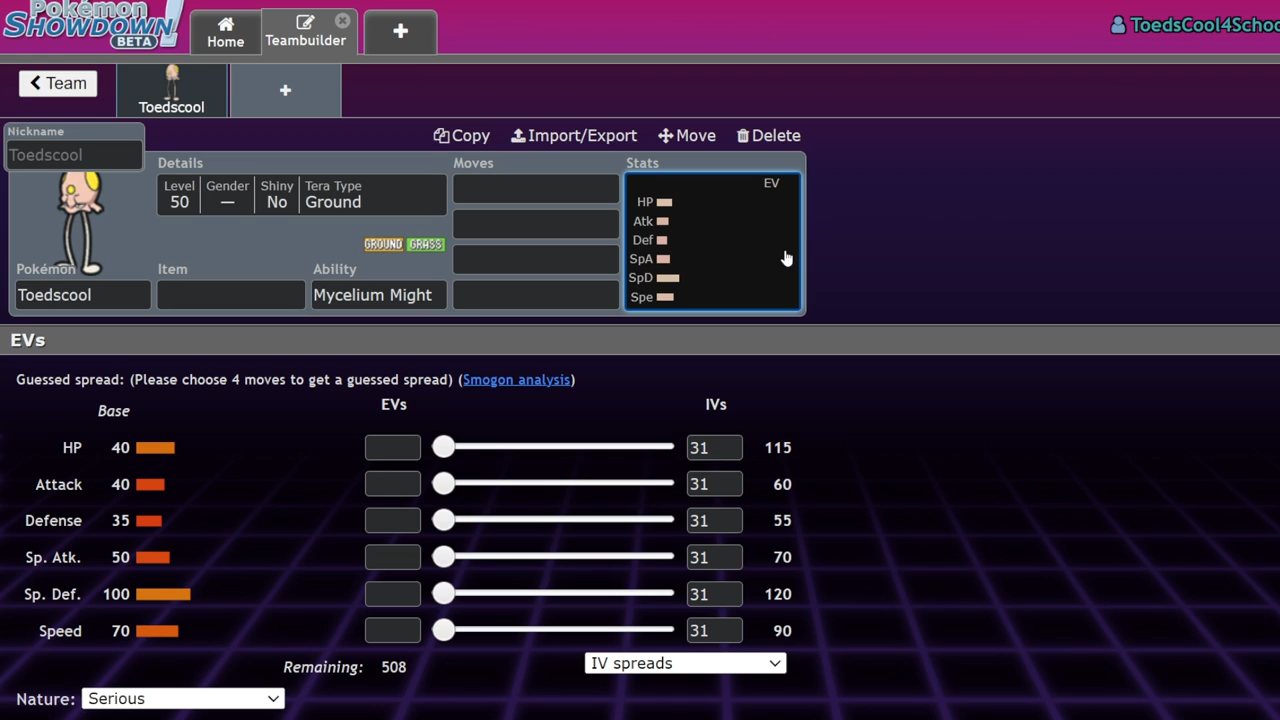 Pokémon
SHOWDOWN!
BETA
Home
Teambuilder
ToedsCool4Schoo
Team
Toedscool
Nickname
Toedscool
Copy
Import/Export
Move
Delete
Details
Moves
Stats
Level
50
Gender
—
Shiny
No
Tera Type
Ground
EV
HP
Atk
Def
SpA
SpD
Spe
GROUND GRASS
Pokémon
Item
Ability
Toedscool
Mycelium Might
EVs
Guessed spread: (Please choose 4 moves to get a guessed spread) (Smogon analysis)
Base EVs IVs
HP 40 31 115
Attack 40 31 60
Defense 35 31 55
Sp. Atk. 50 31 70
Sp. Def. 100 31 120
Speed 70 31 90
Remaining: 508
IV spreads
Nature: Serious